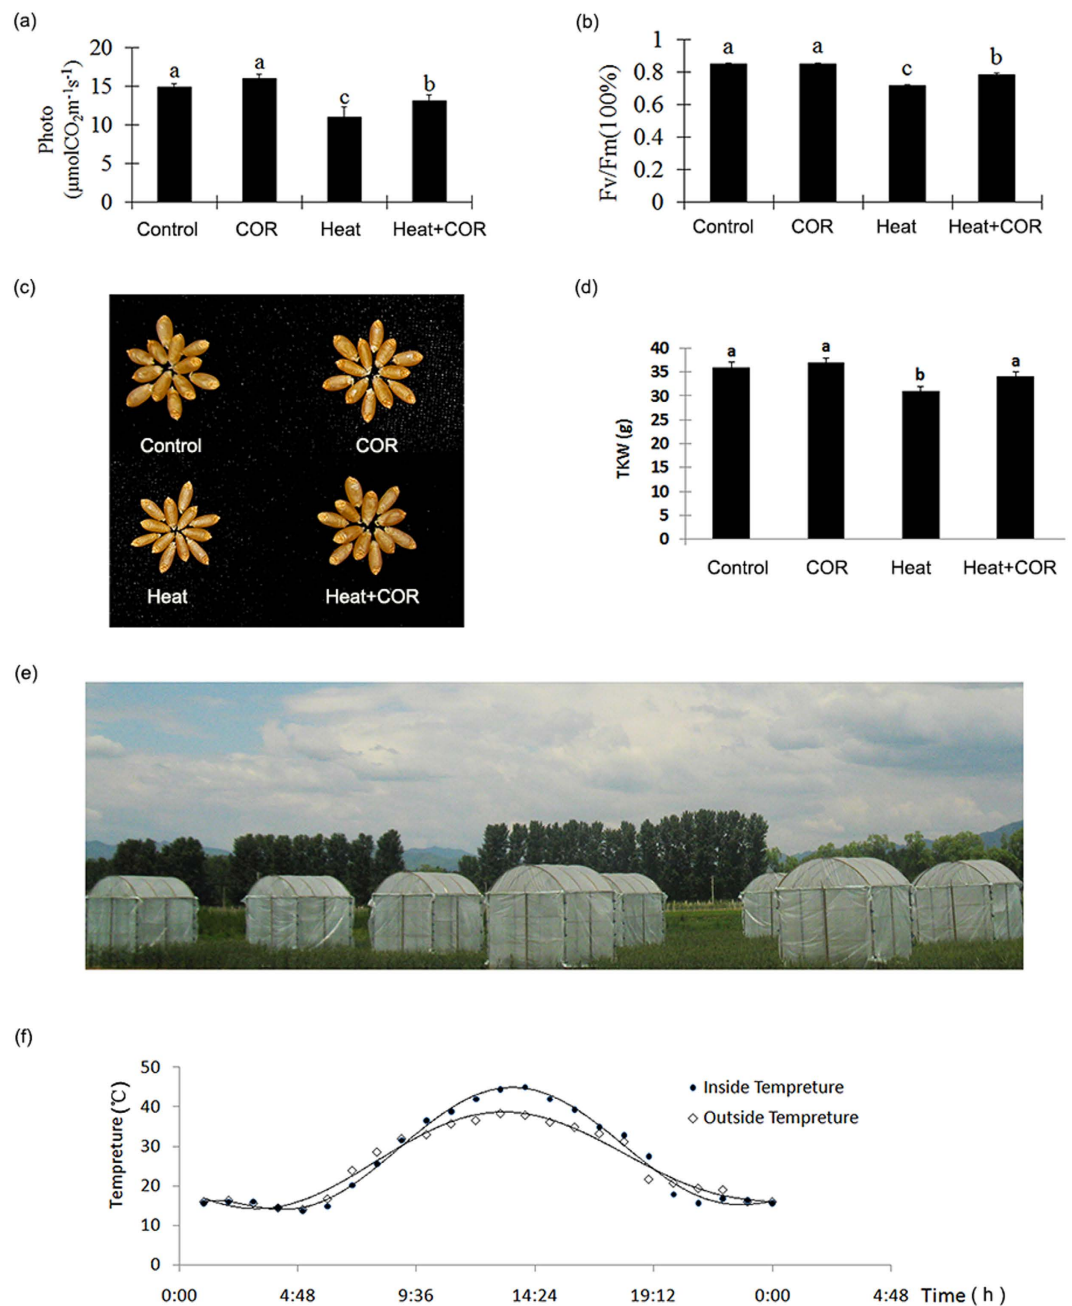 (a)
20
15
10
5
0
Photo
(μmolCO₂m⁻¹s⁻¹)
a
a
c
b
Control
COR
Heat
Heat+COR
(b)
1
0.8
0.6
0.4
0.2
0
Fv/Fm(100%)
a
a
c
b
Control
COR
Heat
Heat+COR
(c)
Control
COR
Heat
Heat+COR
(d)
40
35
30
25
20
15
10
5
0
TKW (g)
a
a
b
a
Control
COR
Heat
Heat+COR
(e)
(f)
Tempreture(℃)
50
40
30
20
10
0
Inside Tempreture
Outside Tempreture
0:00
4:48
9:36
14:24
19:12
0:00
4:48
Time ( h )